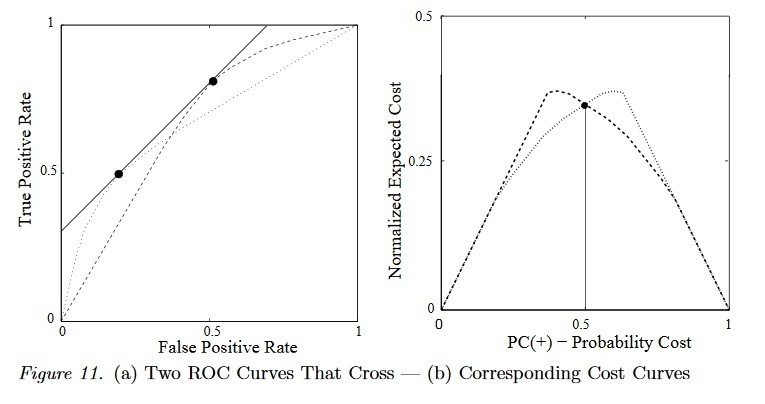 1
0.5
0
True Positive Rate
0
0.5
1
False Positive Rate
0.5
0.25
0
Normalized Expected Cost
0
0.5
1
PC(+) − Probability Cost
Figure 11. (a) Two ROC Curves That Cross — (b) Corresponding Cost Curves